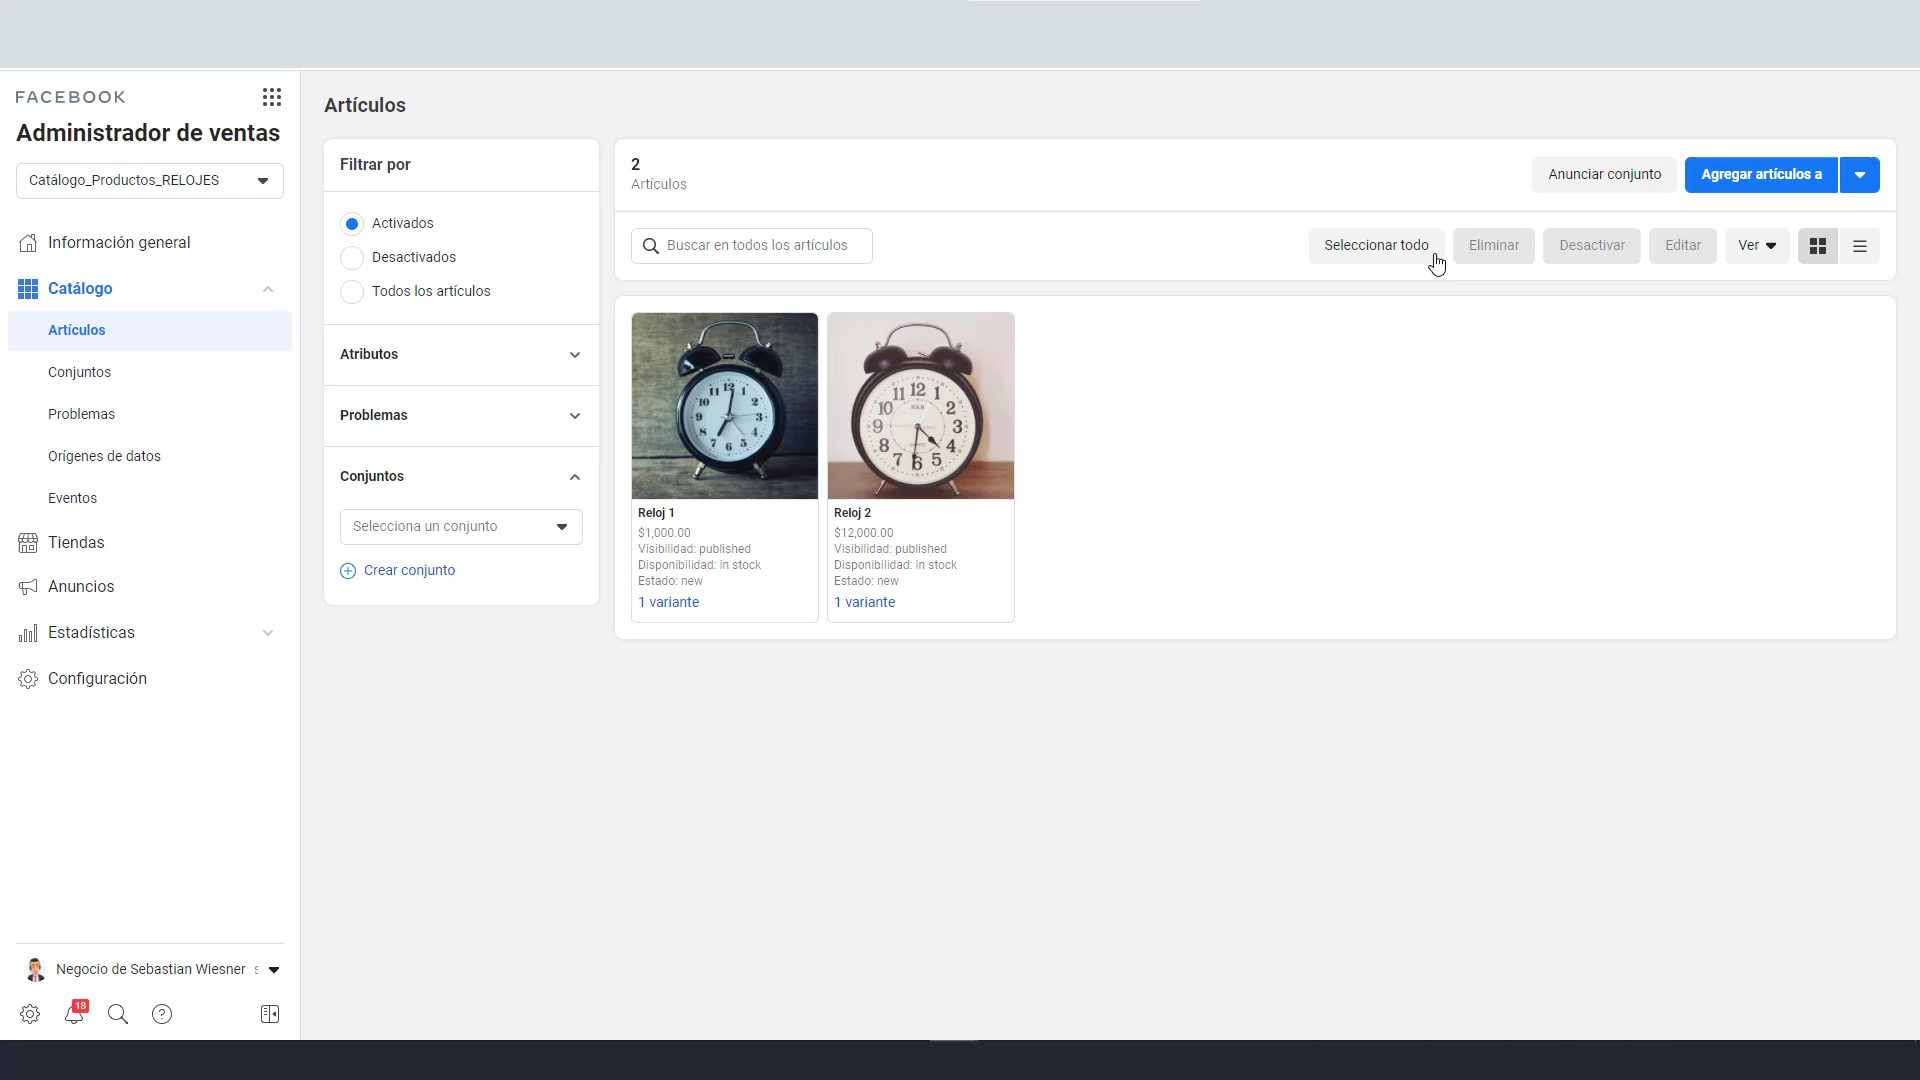 FACEBOOK
Administrador de ventas
Catálogo_Productos_RELOJES
Información general
Catálogo
Artículos
Conjuntos
Problemas
Orígenes de datos
Eventos
Tiendas
Anuncios
Estadísticas
Configuración
Negocio de Sebastian Wiesner s
18
Artículos
Filtrar por
Activados
Desactivados
Todos los artículos
Atributos
Problemas
Conjuntos
Selecciona un conjunto
Crear conjunto
2
Artículos
Anunciar conjunto
Agregar artículos a
Buscar en todos los artículos
Seleccionar todo
Eliminar
Desactivar
Editar
Ver
Reloj 1
$1,000.00
Visibilidad: published
Disponibilidad: in stock
Estado: new
1 variante
Reloj 2
$12,000.00
Visibilidad: published
Disponibilidad: in stock
Estado: new
1 variante